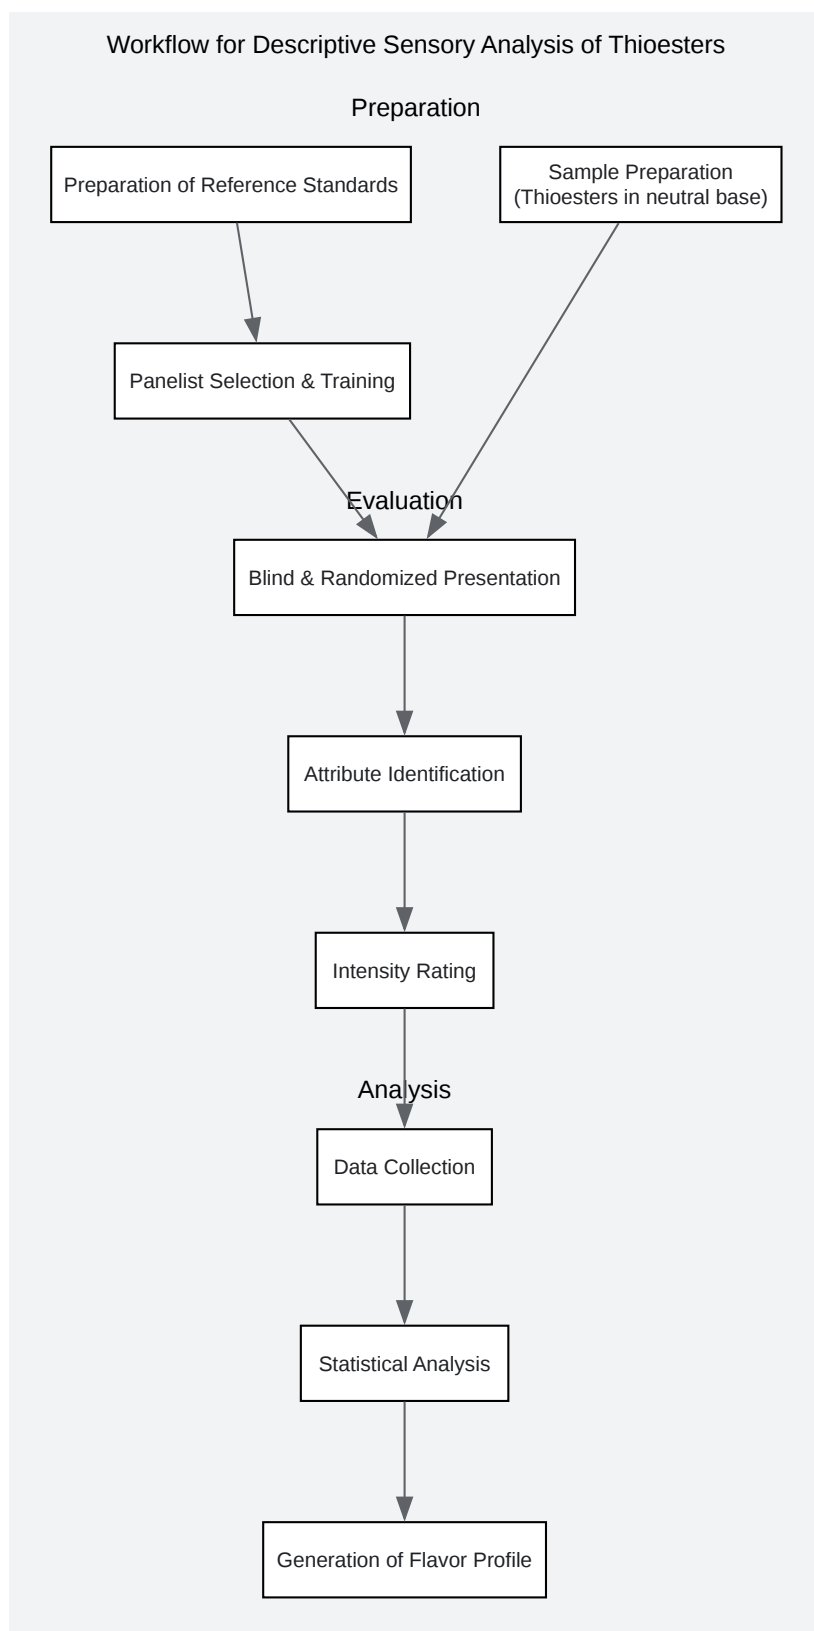 Workflow for Descriptive Sensory Analysis of Thioesters
Preparation
Preparation of Reference Standards
Sample Preparation
(Thioesters in neutral base)
Panelist Selection & Training
Evaluation
Blind & Randomized Presentation
Attribute Identification
Intensity Rating
Analysis
Data Collection
Statistical Analysis
Generation of Flavor Profile